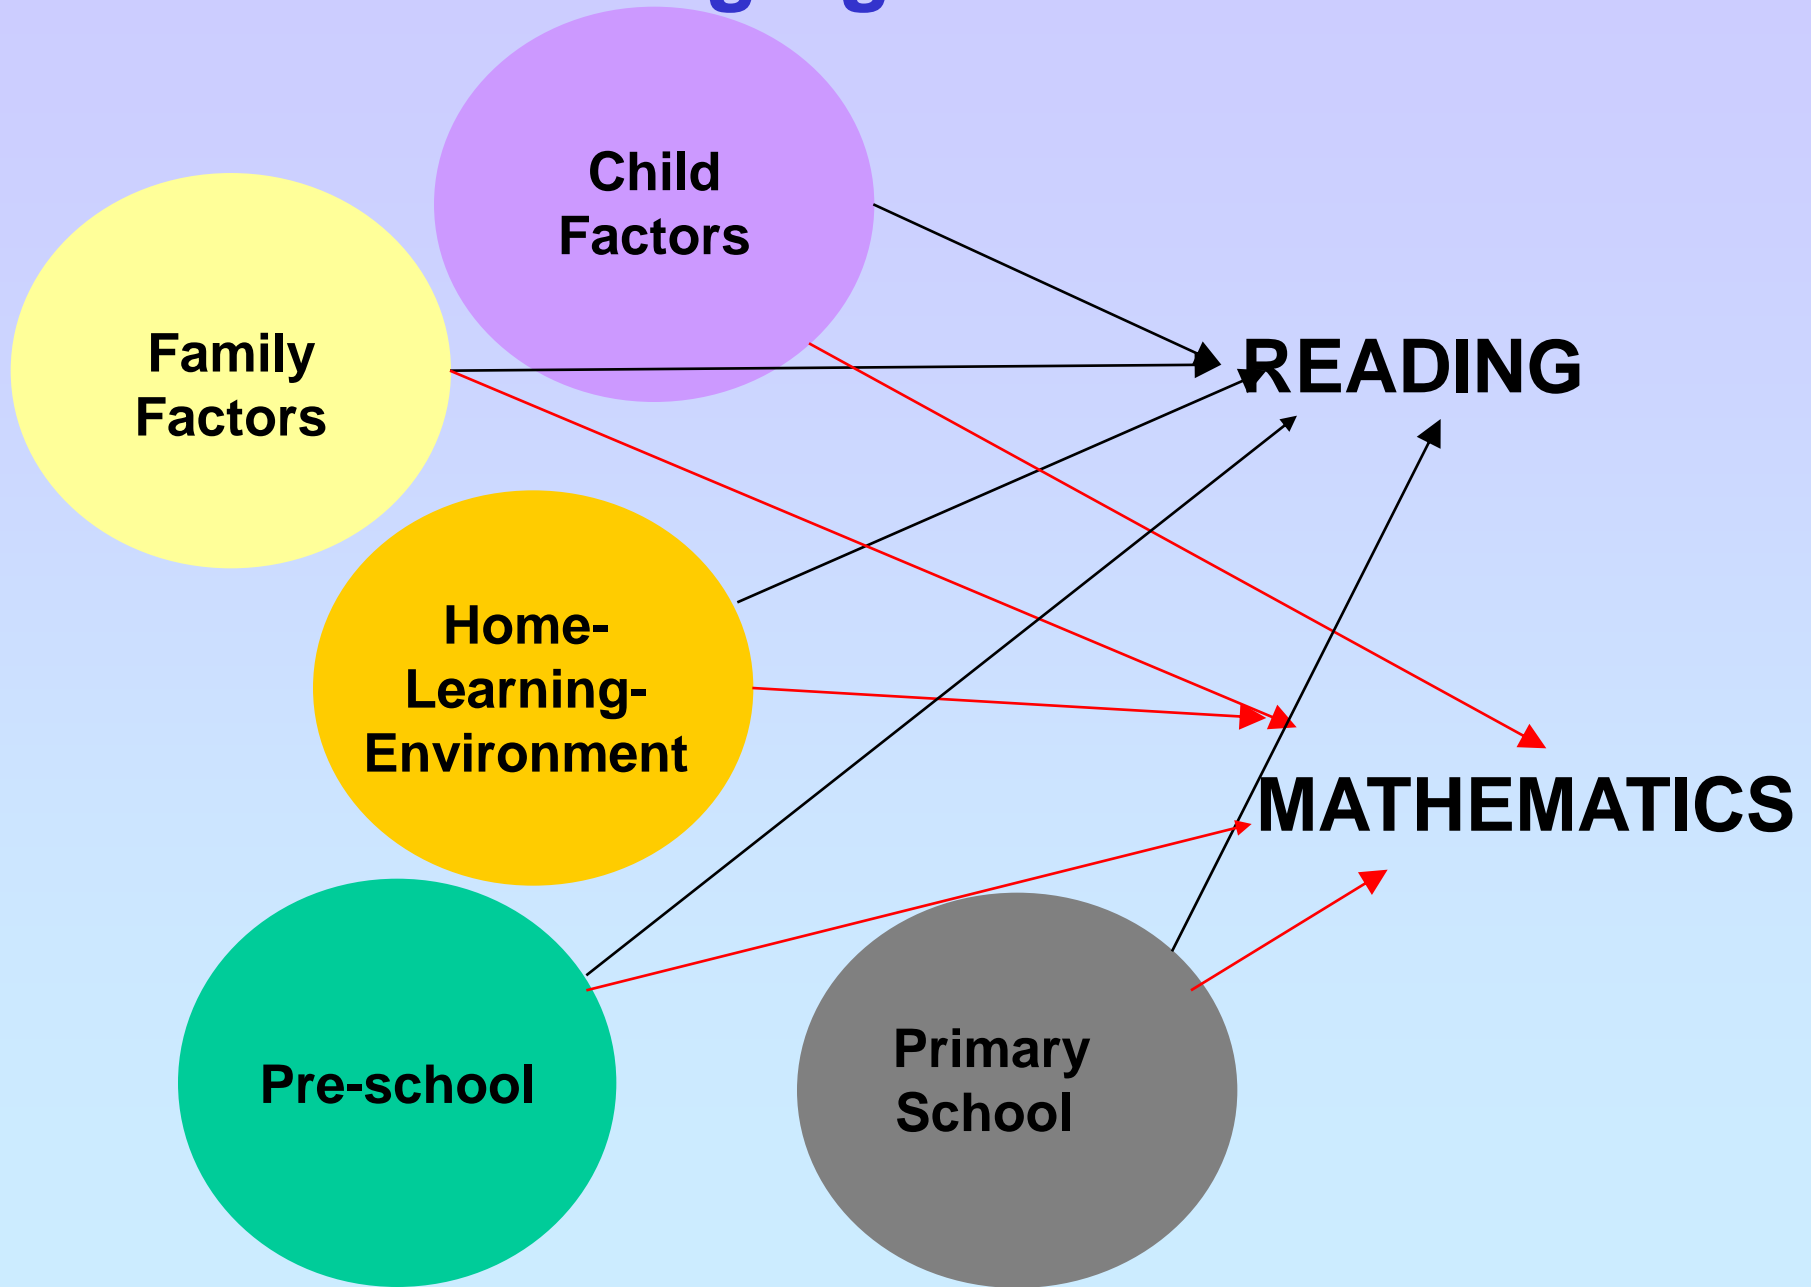 Child
Factors
Family
Factors
READING
Home-
Learning-
Environment
MATHEMATICS
Primary
School
Pre-school